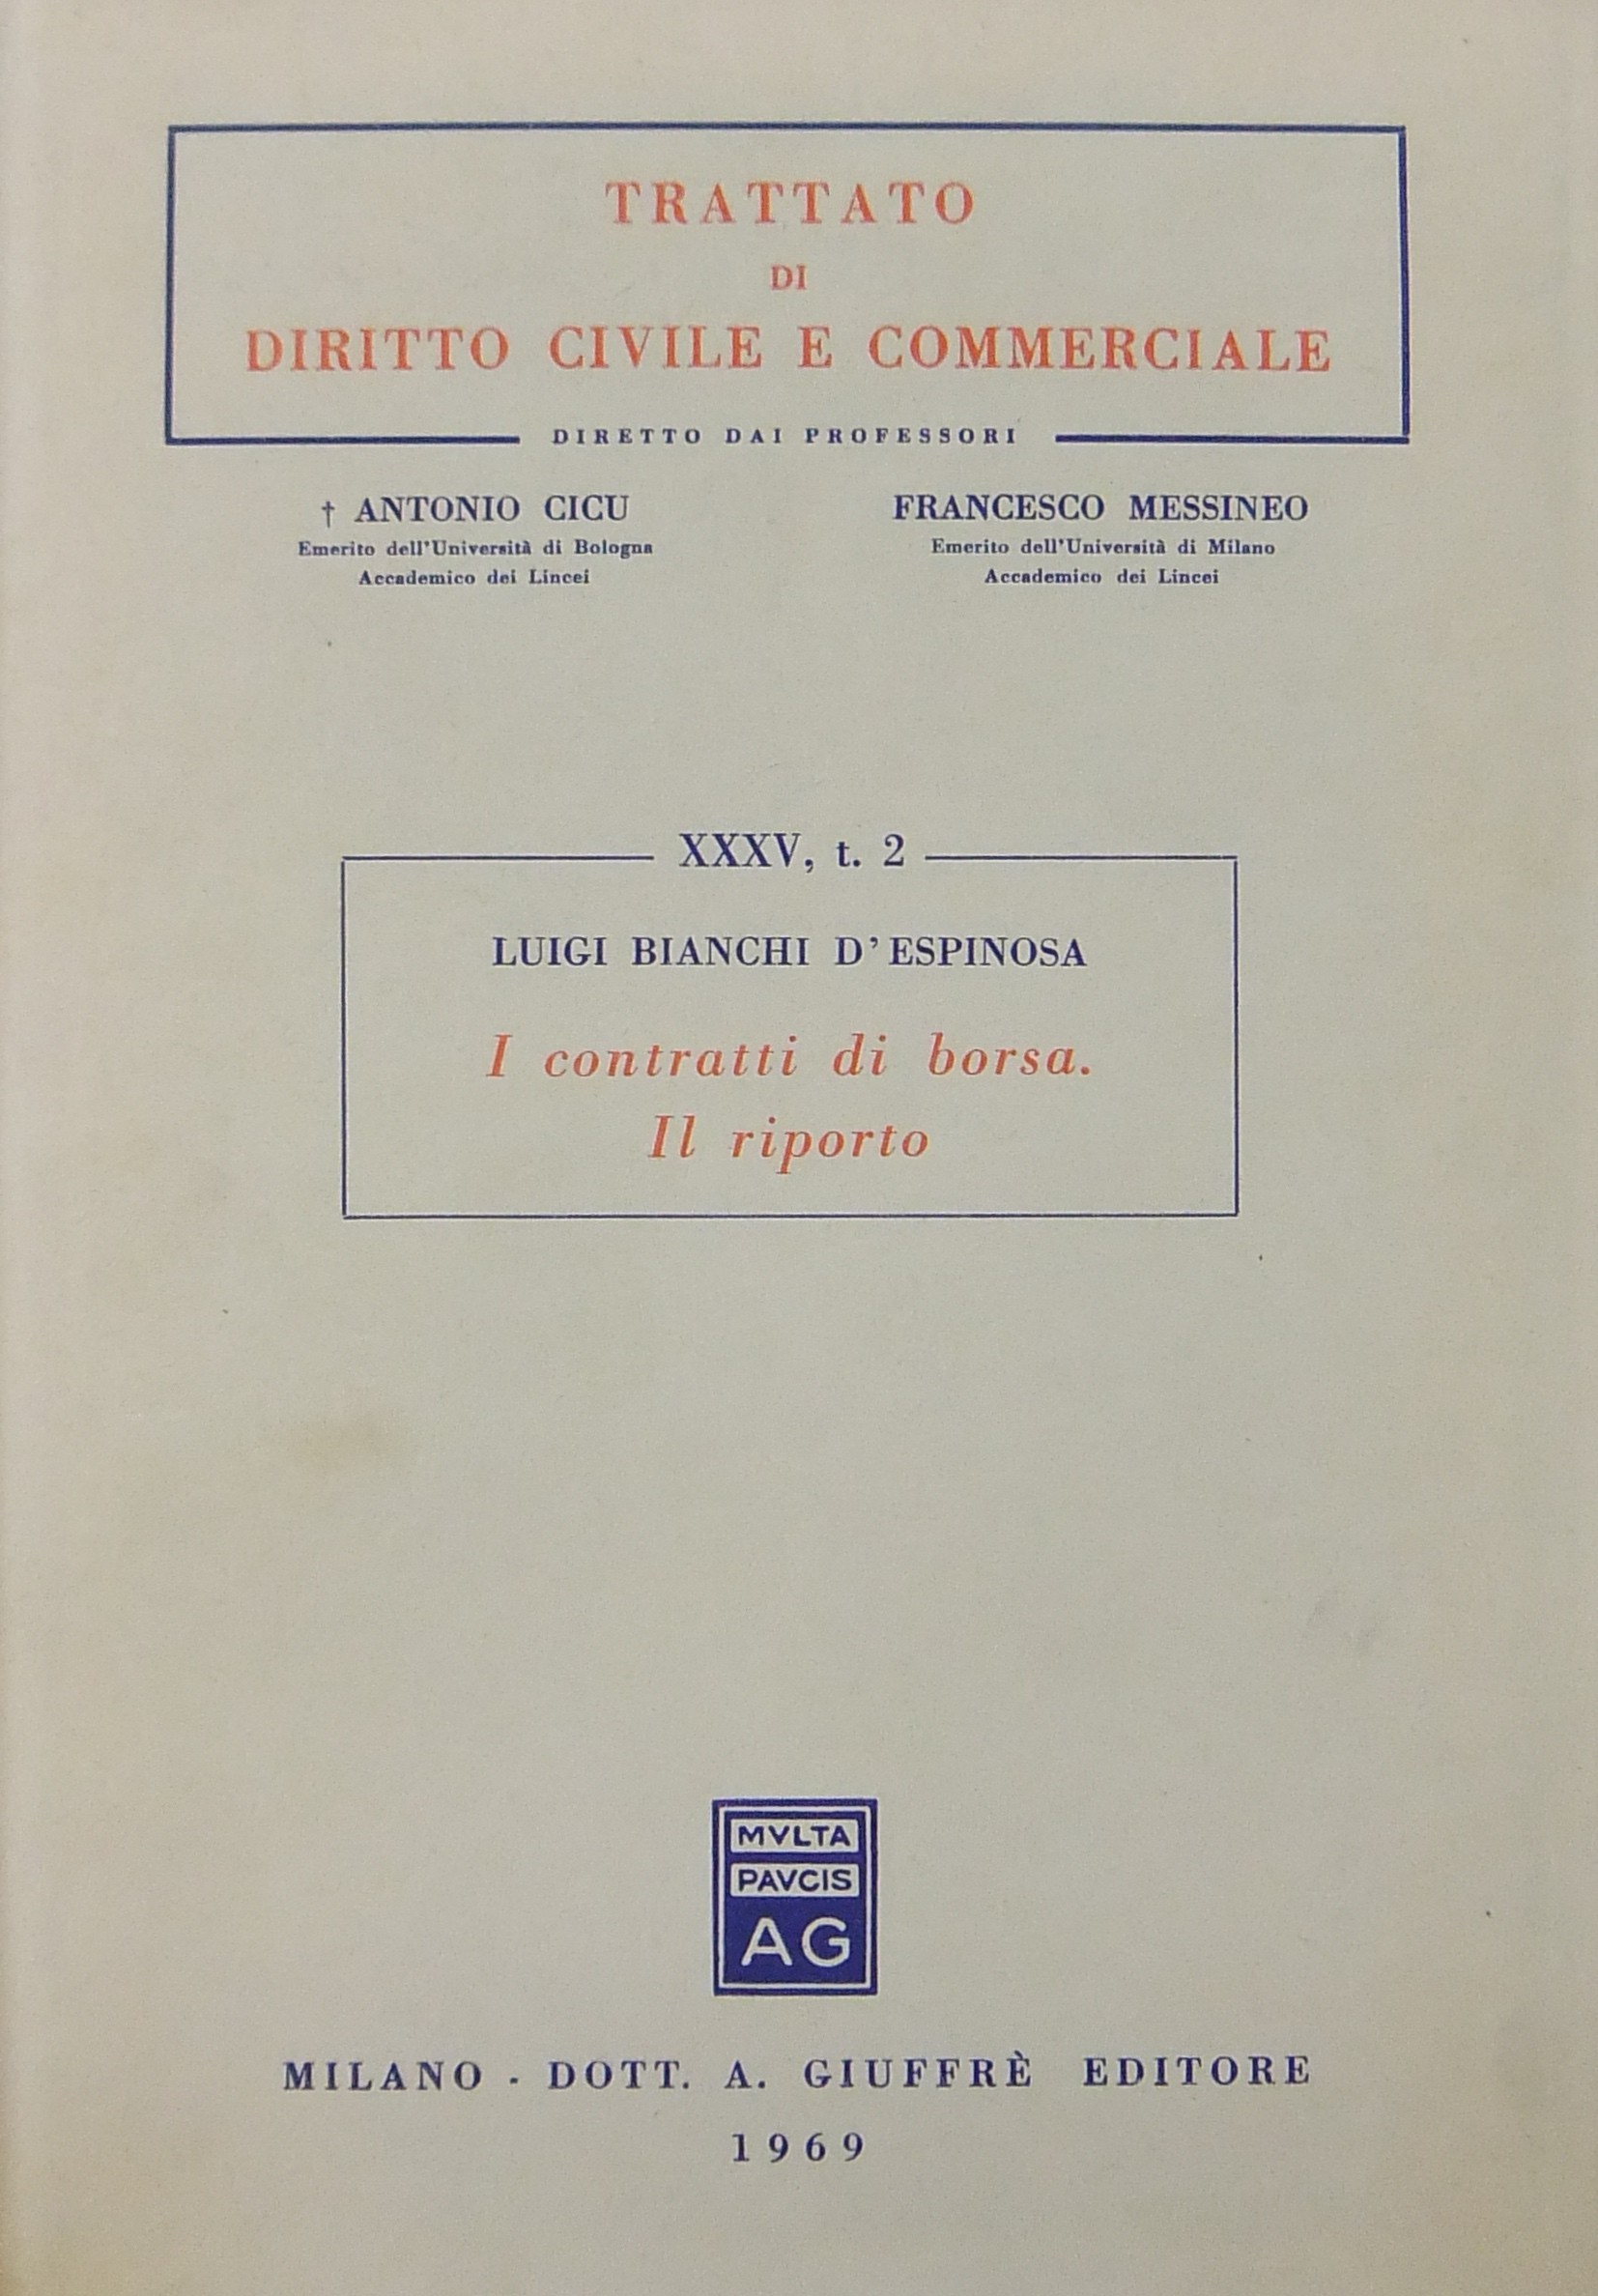 TRATTATO
DI
DIRITTO CIVILE E COMMERCIALE
DIRETTO DAI PROFESSORI
† ANTONIO CICU
Emerito dell'Università di Bologna
Accademico dei Lincei
FRANCESCO MESSINEO
Emerito dell'Università di Milano
Accademico dei Lincei
XXXV, t. 2
LUIGI BIANCHI D'ESPINOSA
I contratti di borsa.
Il riporto
MVLTA
PAVCIS
AG
MILANO - DOTT. A. GIUFFRÈ EDITORE
1969